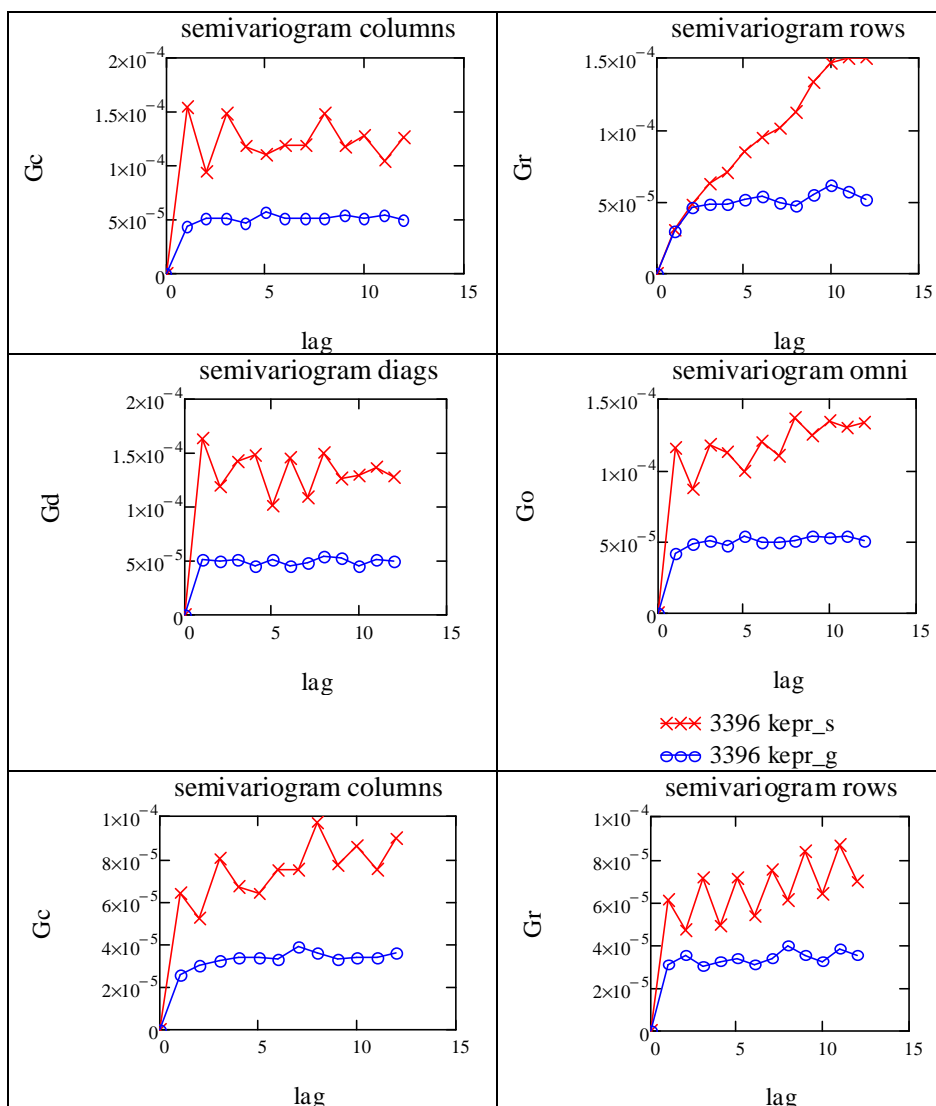 semivariogram columns
2×10⁻⁴
1.5×10⁻⁴
1×10⁻⁴
5×10⁻⁵
0
Gc
0 5 10 15
lag
semivariogram rows
1.5×10⁻⁴
1×10⁻⁴
5×10⁻⁵
0
Gr
0 5 10 15
lag
semivariogram diags
2×10⁻⁴
1.5×10⁻⁴
1×10⁻⁴
5×10⁻⁵
0
Gd
0 5 10 15
lag
semivariogram omni
1.5×10⁻⁴
1×10⁻⁴
5×10⁻⁵
0
Go
0 5 10 15
lag
3396 kepr_s
3396 kepr_g
semivariogram columns
1×10⁻⁴
8×10⁻⁵
6×10⁻⁵
4×10⁻⁵
2×10⁻⁵
0
Gc
0 5 10 15
lag
semivariogram rows
1×10⁻⁴
8×10⁻⁵
6×10⁻⁵
4×10⁻⁵
2×10⁻⁵
0
Gr
0 5 10 15
lag